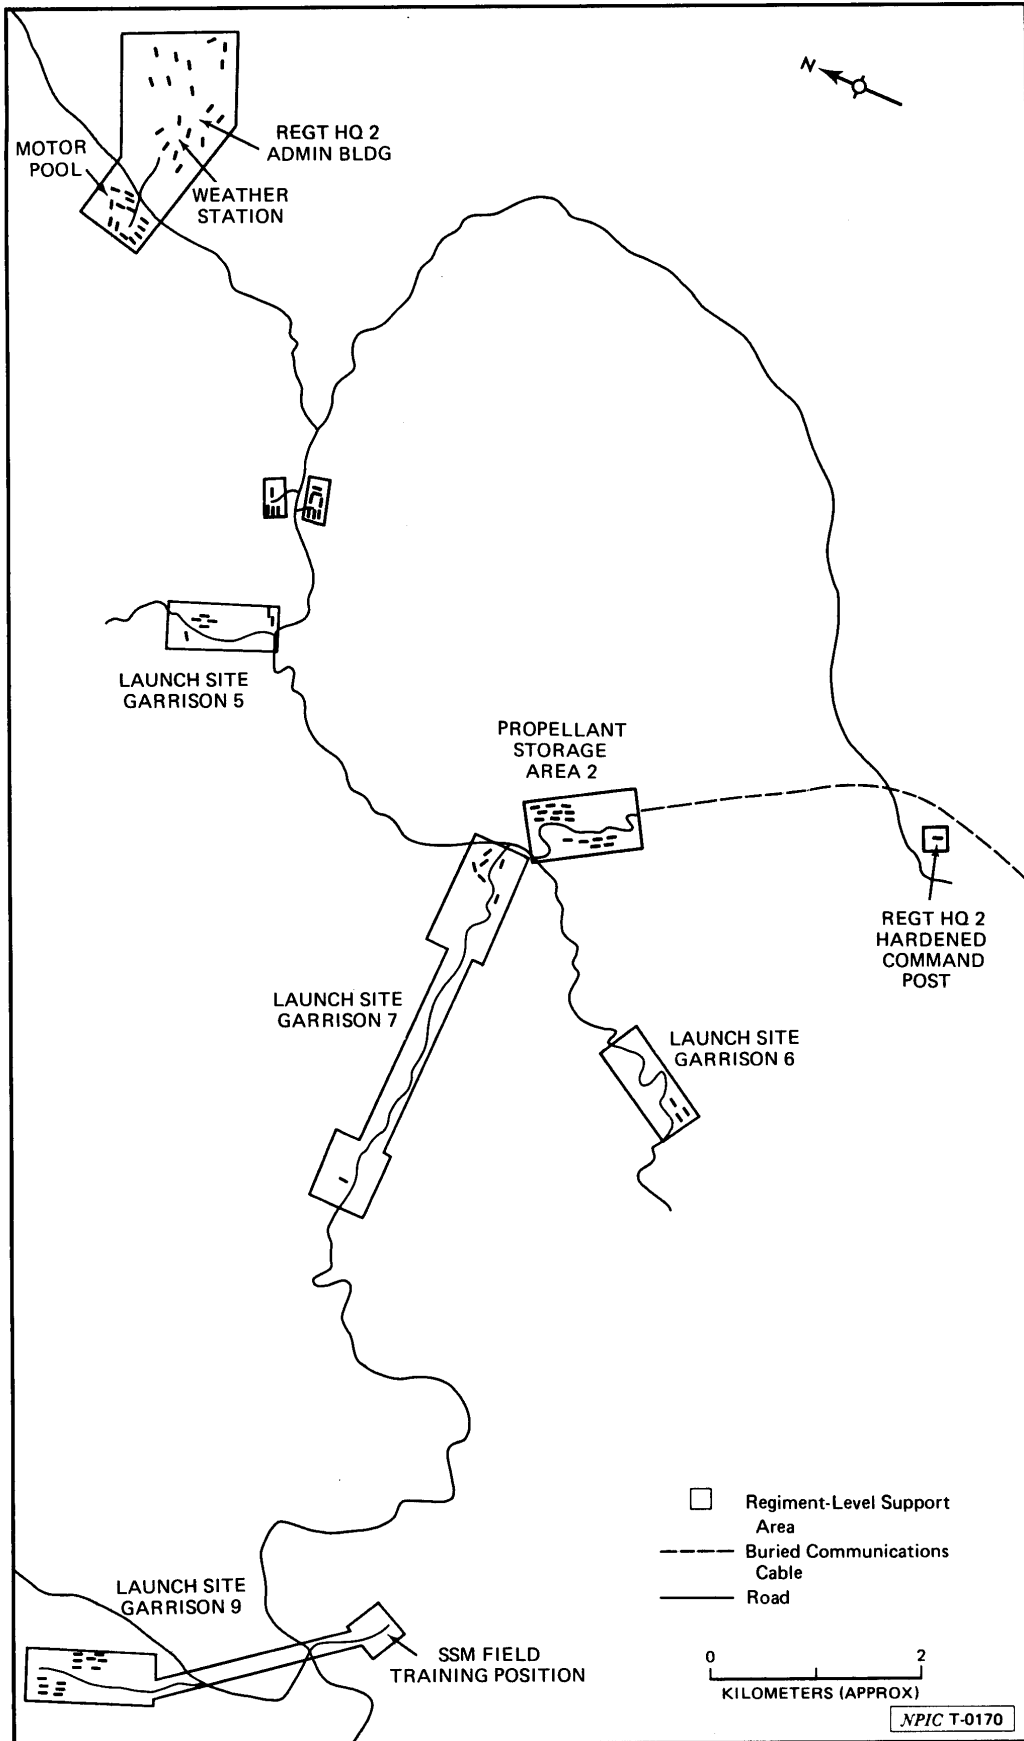 N
REGT HQ 2
ADMIN BLDG
MOTOR
POOL
WEATHER
STATION
LAUNCH SITE
GARRISON 5
PROPELLANT
STORAGE
AREA 2
REGT HQ 2
HARDENED
COMMAND
POST
LAUNCH SITE
GARRISON 7
LAUNCH SITE
GARRISON 6
Regiment-Level Support
Area
Buried Communications
Cable
Road
LAUNCH SITE
GARRISON 9
SSM FIELD
TRAINING POSITION
0 2
KILOMETERS (APPROX)
NPIC T-0170